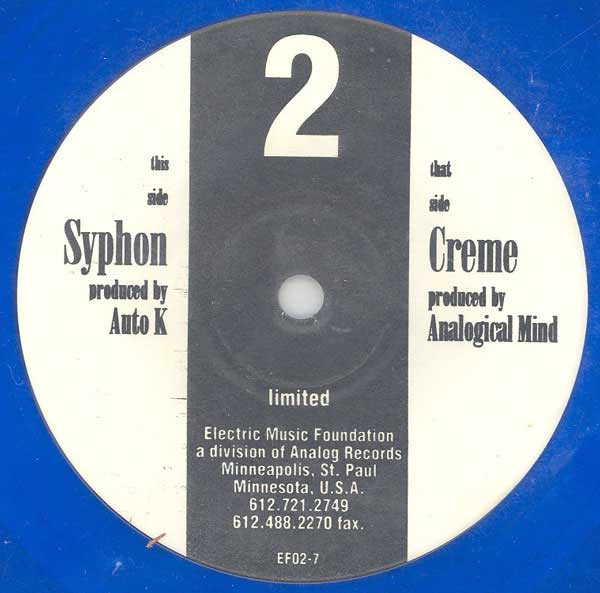 2
this
side
Syphon
produced by
Auto K
that
side
Creme
produced by
Analogical Mind
limited
Electric Music Foundation
a division of Analog Records
Minneapolis, St. Paul
Minnesota, U.S.A.
612.721.2749
612.488.2270 fax.
EF02-7